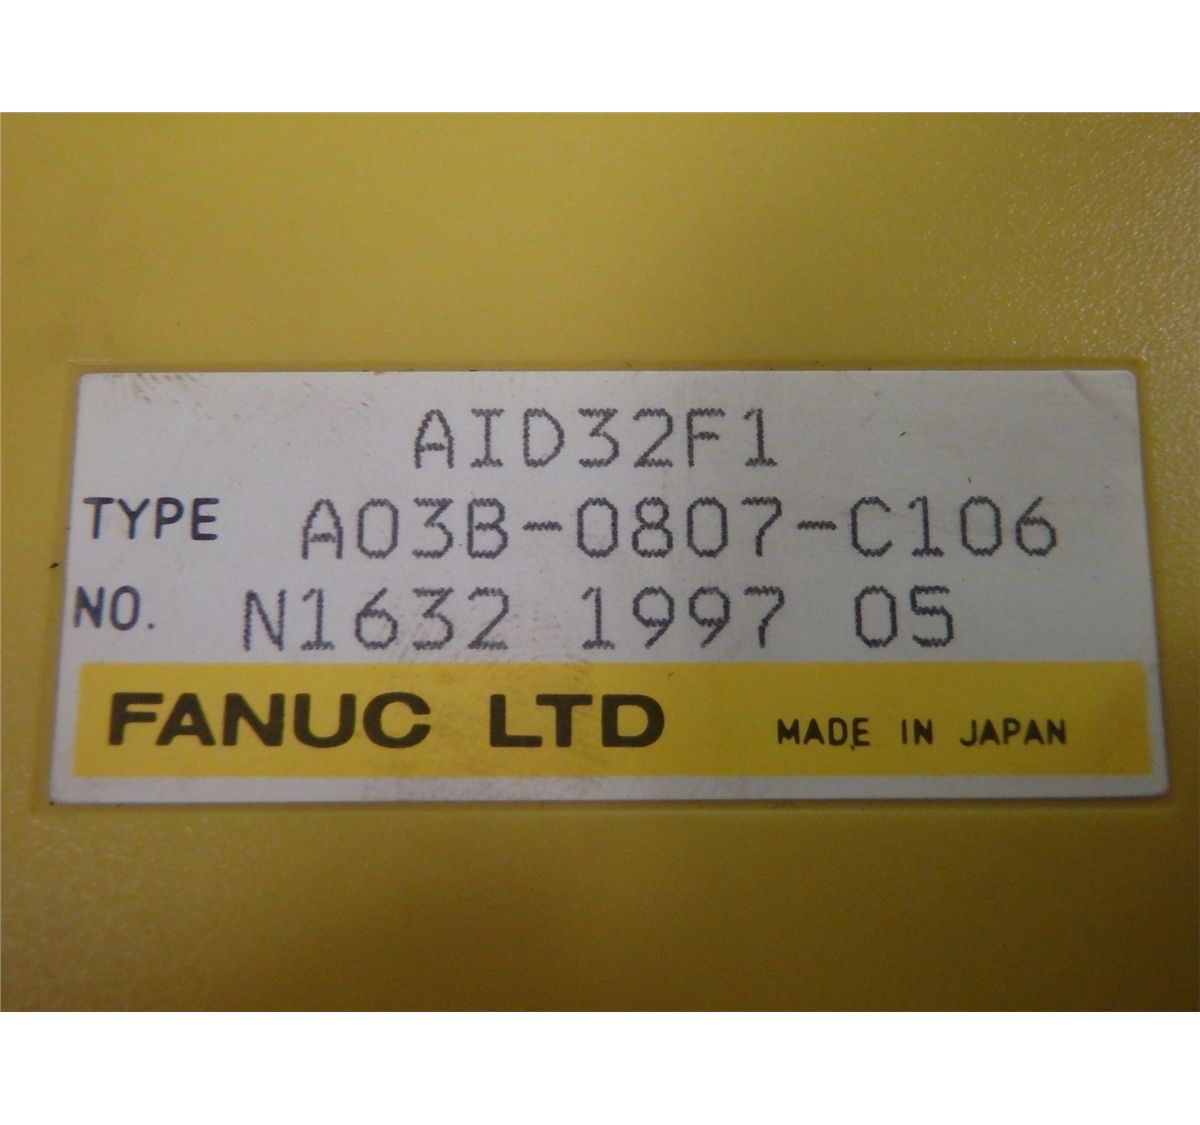 AID32F1
TYPE A03B-0807-C106
NO. N1632 1997 05
FANUC LTD MADE IN JAPAN